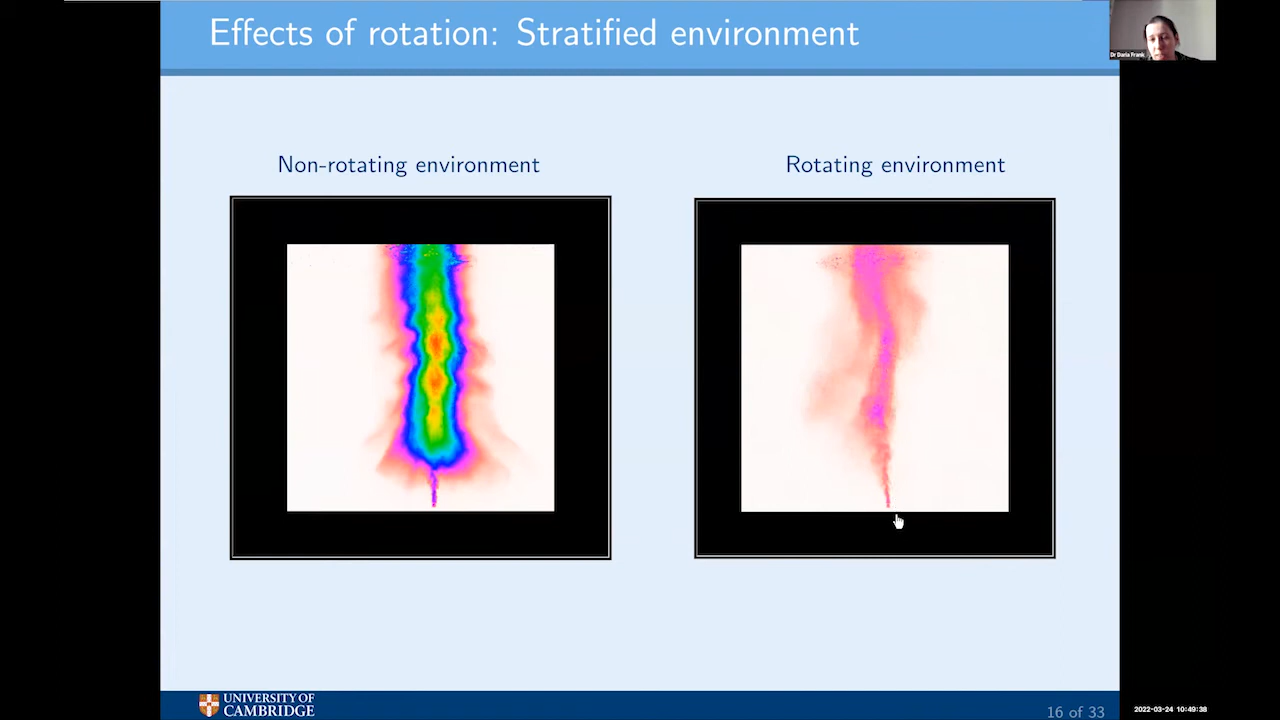 Effects of rotation: Stratified environment
Dr Daria Frank
Non-rotating environment
Rotating environment
UNIVERSITY OF
CAMBRIDGE
16 of 33
2022-03-24 10:49:38